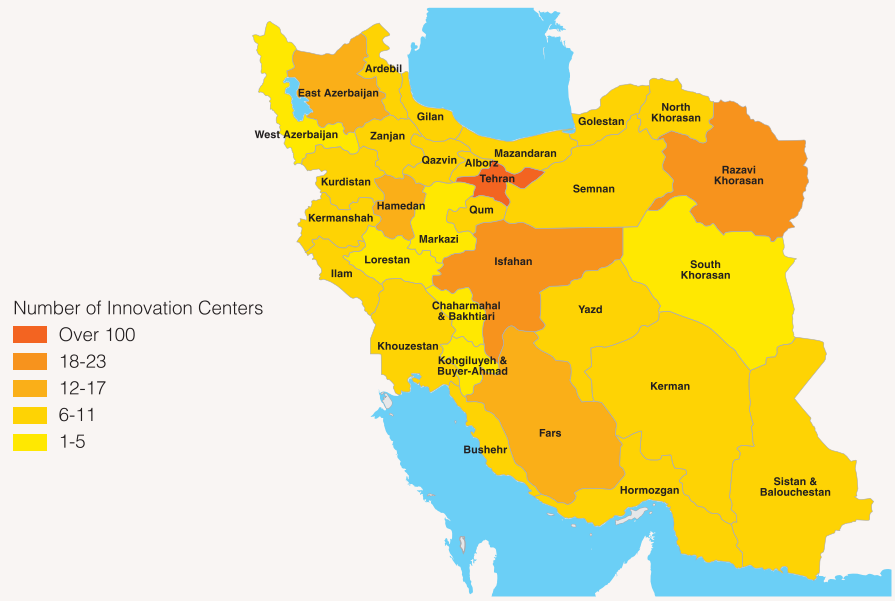 Ardebil
East Azerbaijan
Gilan
North
Khorasan
Golestan
West Azerbaijan
Zanjan
Mazandaran
Qazvin
Alborz
Tehran
Razavi
Khorasan
Kurdistan
Semnan
Hamedan
Qum
Kermanshah
Markazi
Lorestan
Isfahan
South
Khorasan
Ilam
Number of Innovation Centers
Over 100
18-23
12-17
6-11
1-5
Chaharmahal
& Bakhtiari
Yazd
Khouzestan
Kohgiluyeh &
Buyer-Ahmad
Kerman
Fars
Bushehr
Hormozgan
Sistan &
Balouchestan